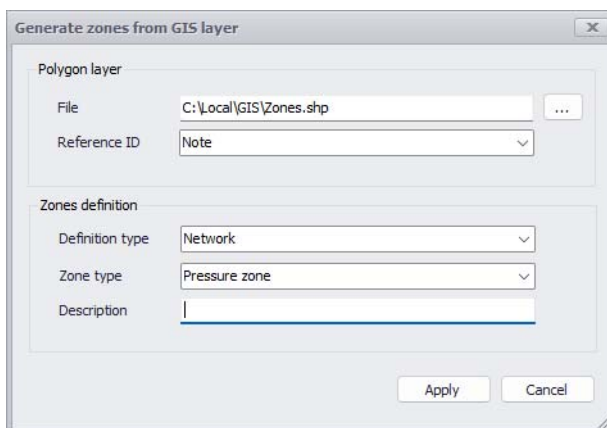 Generate zones from GIS layer
Polygon layer
File C:\Local\GIS\Zones.shp ...
Reference ID Note
Zones definition
Definition type Network
Zone type Pressure zone
Description
Apply Cancel